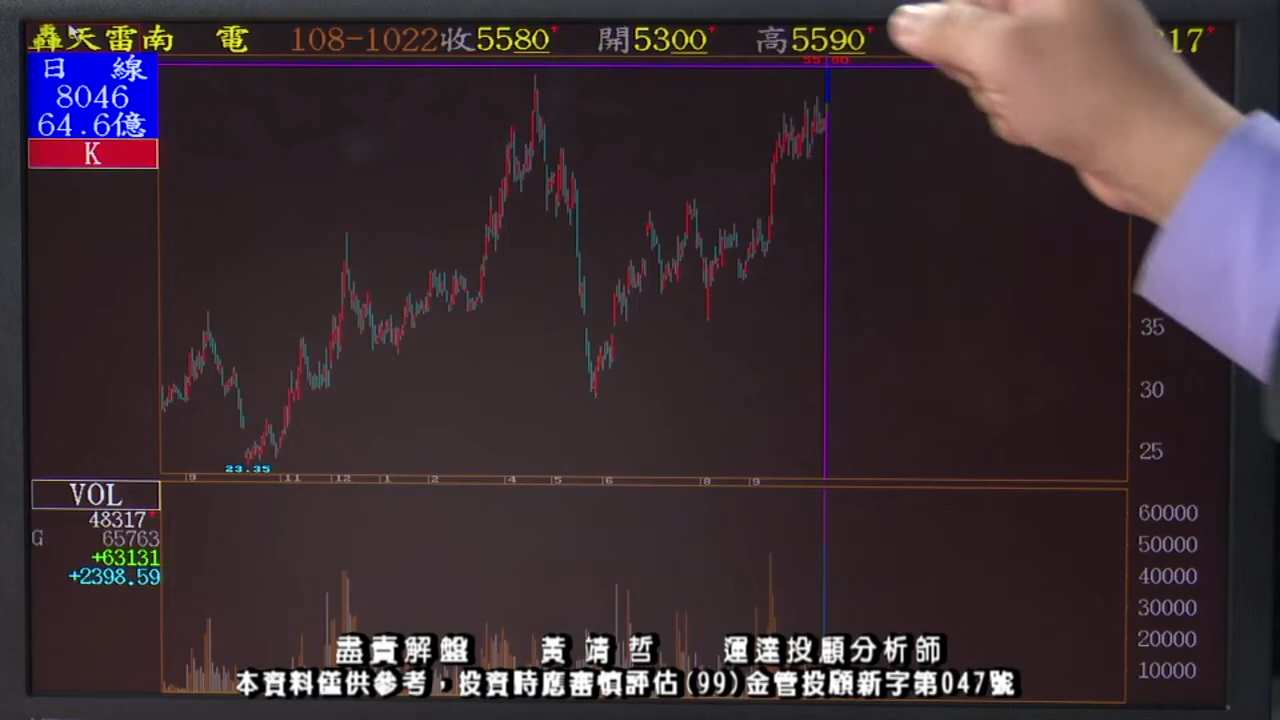 轟天雷南 電 108-1022收5580 開5300 高5590 17
日 線
8046
64.6億
K
55.90
35
30
25
23.35
9 11 12 1 2 4 5 6 8 9
VOL
48317
G 65763
+63131
+2398.59
60000
50000
40000
30000
20000
10000
盡責解盤 黃靖哲 運達投顧分析師
本資料僅供參考，投資時應審慎評估(99)金管投顧新字第047號